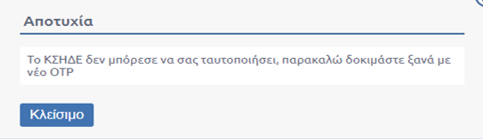 Αποτυχία
Το ΚΣΗΔΕ δεν μπόρεσε να σας ταυτοποιήσει, παρακαλώ δοκιμάστε ξανά με
νέο OTP
Κλείσιμο